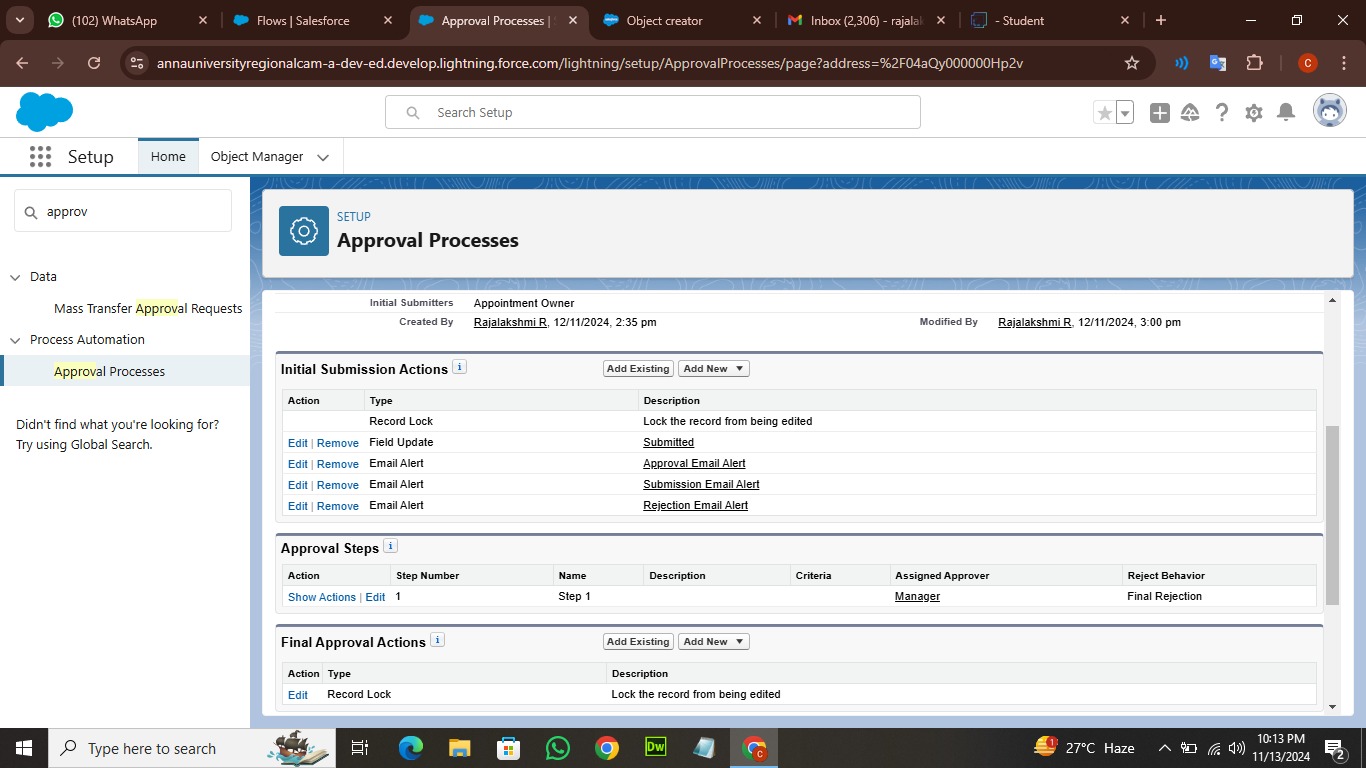 (102) WhatsApp
Flows | Salesforce
Approval Processes |
Object creator
Inbox (2,306) - rajala
- Student
annauniversityregionalcam-a-dev-ed.develop.lightning.force.com/lightning/setup/ApprovalProcesses/page?address=%2F04aQy000000Hp2v
C
Search Setup
Setup
Home
Object Manager
approv
SETUP
Approval Processes
Data
Mass Transfer Approval Requests
Process Automation
Approval Processes
Didn't find what you're looking for?
Try using Global Search.
Initial Submitters Appointment Owner
Created By Rajalakshmi R, 12/11/2024, 2:35 pm Modified By Rajalakshmi R, 12/11/2024, 3:00 pm
Initial Submission Actions i Add Existing Add New
Action Type Description
Record Lock Lock the record from being edited
Edit | Remove Field Update Submitted
Edit | Remove Email Alert Approval Email Alert
Edit | Remove Email Alert Submission Email Alert
Edit | Remove Email Alert Rejection Email Alert
Approval Steps i
Action Step Number Name Description Criteria Assigned Approver Reject Behavior
Show Actions | Edit 1 Step 1 Manager Final Rejection
Final Approval Actions i Add Existing Add New
Action Type Description
Edit Record Lock Lock the record from being edited
Type here to search
Dw
C
1
27°C Haze
10:13 PM
11/13/2024
2